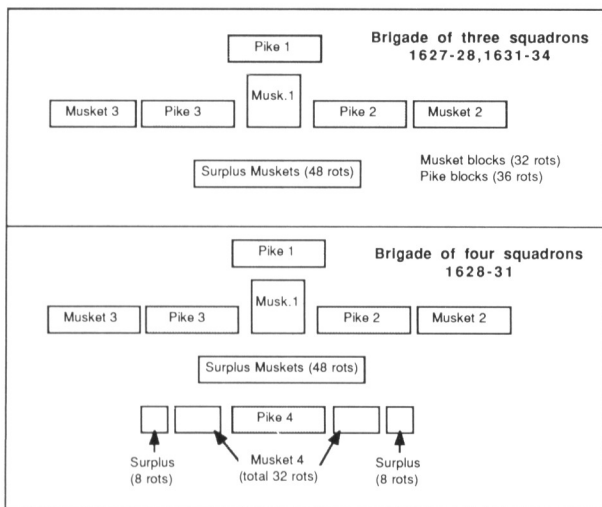 Pike 1
Brigade of three squadrons
1627-28,1631-34
Musk.1
Musket 3
Pike 3
Pike 2
Musket 2
Surplus Muskets (48 rots)
Musket blocks (32 rots)
Pike blocks (36 rots)
Pike 1
Brigade of four squadrons
1628-31
Musk.1
Musket 3
Pike 3
Pike 2
Musket 2
Surplus Muskets (48 rots)
Pike 4
Surplus
(8 rots)
Musket 4
(total 32 rots)
Surplus
(8 rots)